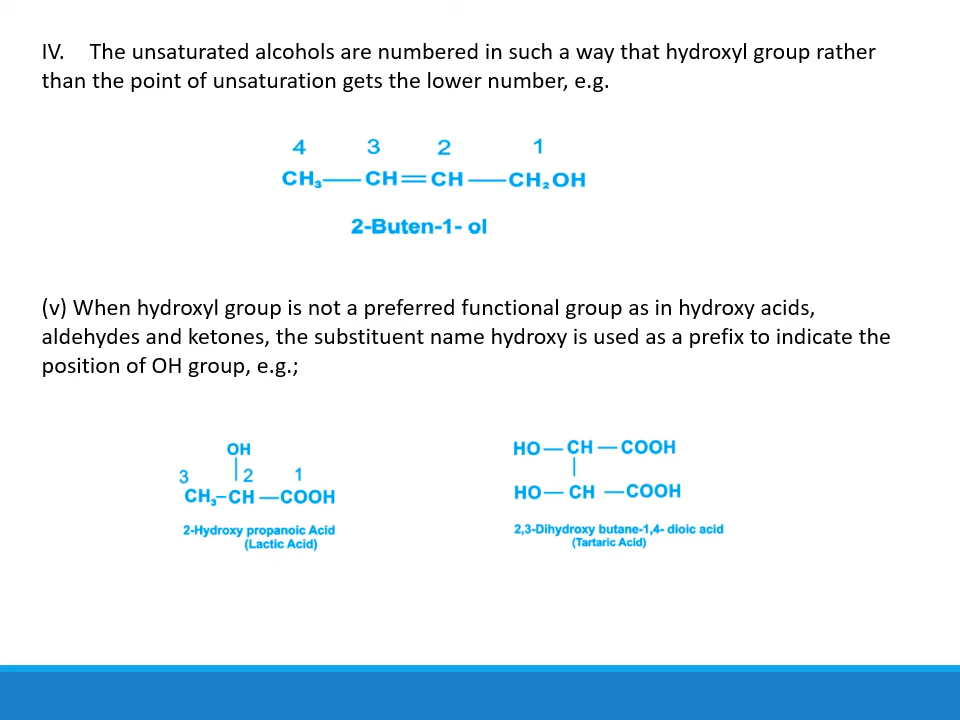 IV. The unsaturated alcohols are numbered in such a way that hydroxyl group rather
than the point of unsaturation gets the lower number, e.g.
4 3 2 1
CH₃—CH=CH—CH₂OH
2-Buten-1- ol
(v) When hydroxyl group is not a preferred functional group as in hydroxy acids,
aldehydes and ketones, the substituent name hydroxy is used as a prefix to indicate the
position of OH group, e.g.;
OH
3 2 1
CH₃–CH—COOH
2-Hydroxy propanoic Acid
(Lactic Acid)
HO—CH—COOH
HO—CH—COOH
2,3-Dihydroxy butane-1,4- dioic acid
(Tartaric Acid)